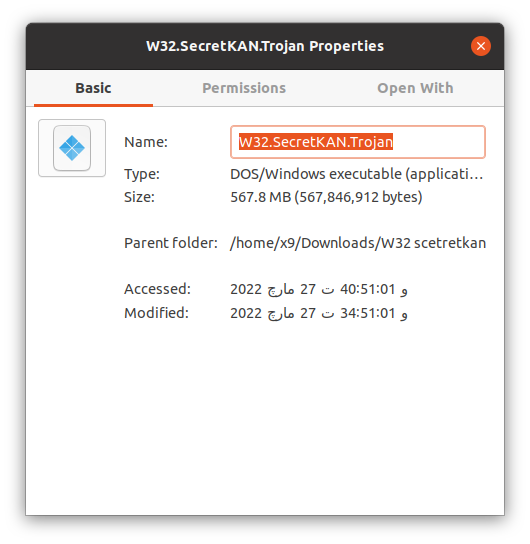 W32.SecretKAN.Trojan Properties
Basic Permissions Open With
Name: W32.SecretKAN.Trojan
Type: DOS/Windows executable (applicati…
Size: 567.8 MB (567,846,912 bytes)
Parent folder: /home/x9/Downloads/W32 scetretkan
Accessed: و 40:51:01 ت 27 مارچ 2022
Modified: و 34:51:01 ت 27 مارچ 2022